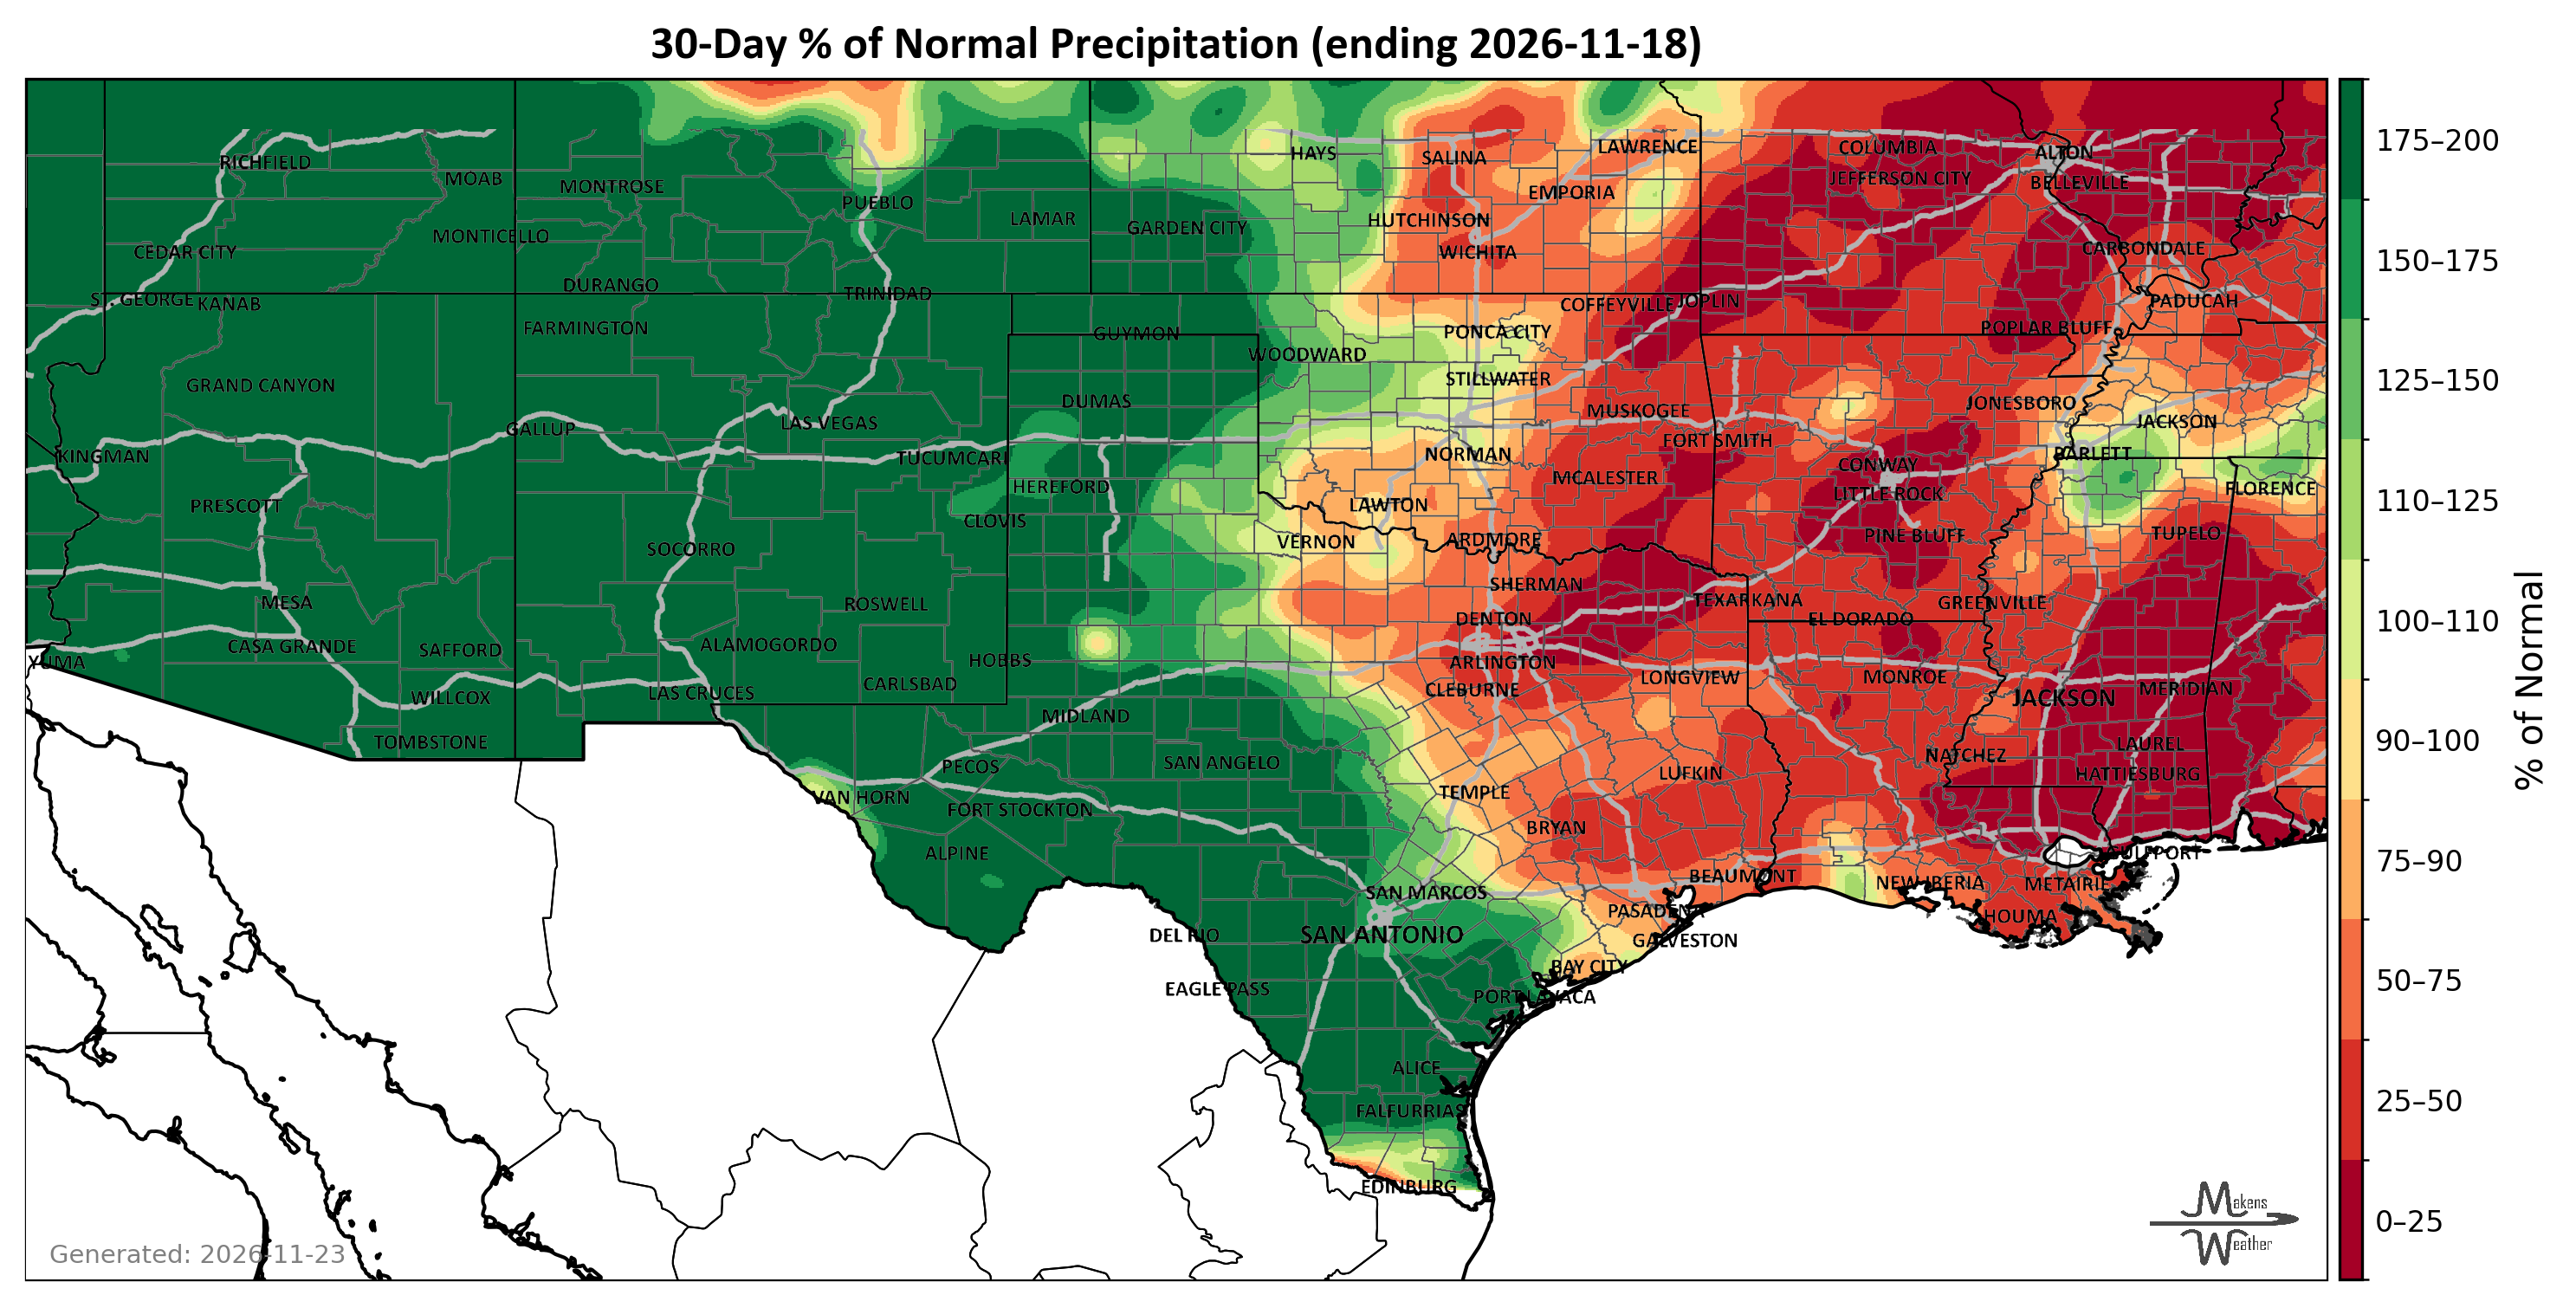 30-Day % of Normal Precipitation (ending 2026-11-18)
RICHFIELD
MOAB
MONTROSE
PUEBLO
LAMAR
HAYS
SALINA
LAWRENCE
COLUMBIA
ALTON
JEFFERSON CITY
BELLEVILLE
EMPORIA
HUTCHINSON
GARDEN CITY
WICHITA
MONTICELLO
CEDAR CITY
CARBONDALE
DURANGO
TRINIDAD
ST. GEORGE
KANAB
COFFEYVILLE
JOPLIN
PADUCAH
FARMINGTON
GUYMON
PONCA CITY
POPLAR BLUFF
WOODWARD
GRAND CANYON
STILLWATER
DUMAS
MUSKOGEE
JONESBORO
JACKSON
LAS VEGAS
GALLUP
FORT SMITH
KINGMAN
TUCUMCARI
NORMAN
BARLETT
CONWAY
HEREFORD
MCALESTER
LITTLE ROCK
FLORENCE
PRESCOTT
LAWTON
CLOVIS
VERNON
ARDMORE
PINE BLUFF
TUPELO
SOCORRO
SHERMAN
MESA
ROSWELL
TEXARKANA
GREENVILLE
DENTON
EL DORADO
CASA GRANDE
SAFFORD
ALAMOGORDO
HOBBS
YUMA
ARLINGTON
CARLSBAD
CLEBURNE
LONGVIEW
MONROE
JACKSON
MERIDIAN
WILLCOX
LAS CRUCES
MIDLAND
TOMBSTONE
PECOS
SAN ANGELO
NATCHEZ
LAUREL
LUFKIN
HATTIESBURG
VAN HORN
FORT STOCKTON
TEMPLE
BRYAN
ALPINE
GULFPORT
SAN MARCOS
BEAUMONT
NEW IBERIA
METAIRIE
PASADENA
HOUMA
DEL RIO
SAN ANTONIO
GALVESTON
BAY CITY
EAGLE PASS
PORT LAVACA
ALICE
FALFURRIAS
EDINBURG
Makens
Weather
Generated: 2026-11-23
175–200
150–175
125–150
110–125
100–110
90–100
75–90
50–75
25–50
0–25
% of Normal